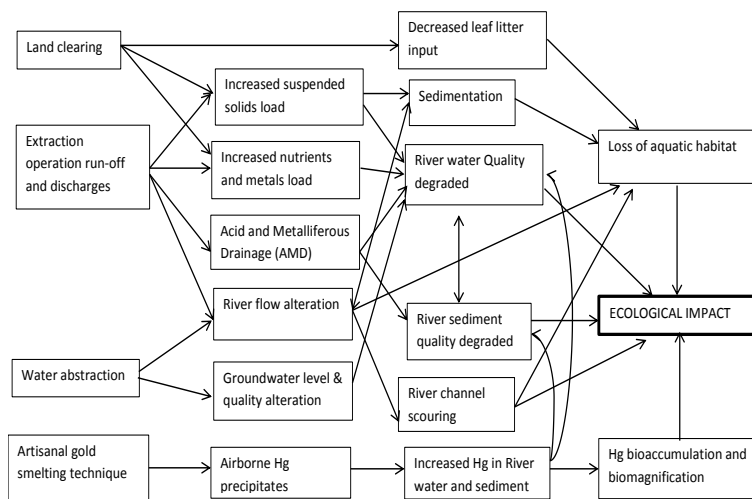 Land clearing
Decreased leaf litter
input
Increased suspended
solids load
Sedimentation
Extraction
operation run-off
and discharges
Increased nutrients
and metals load
River water Quality
degraded
Loss of aquatic habitat
Acid and Metalliferous
Drainage (AMD)
River flow alteration
River sediment
quality degraded
ECOLOGICAL IMPACT
Water abstraction
Groundwater level &
quality alteration
River channel
scouring
Artisanal gold
smelting technique
Airborne Hg
precipitates
Increased Hg in River
water and sediment
Hg bioaccumulation and
biomagnification